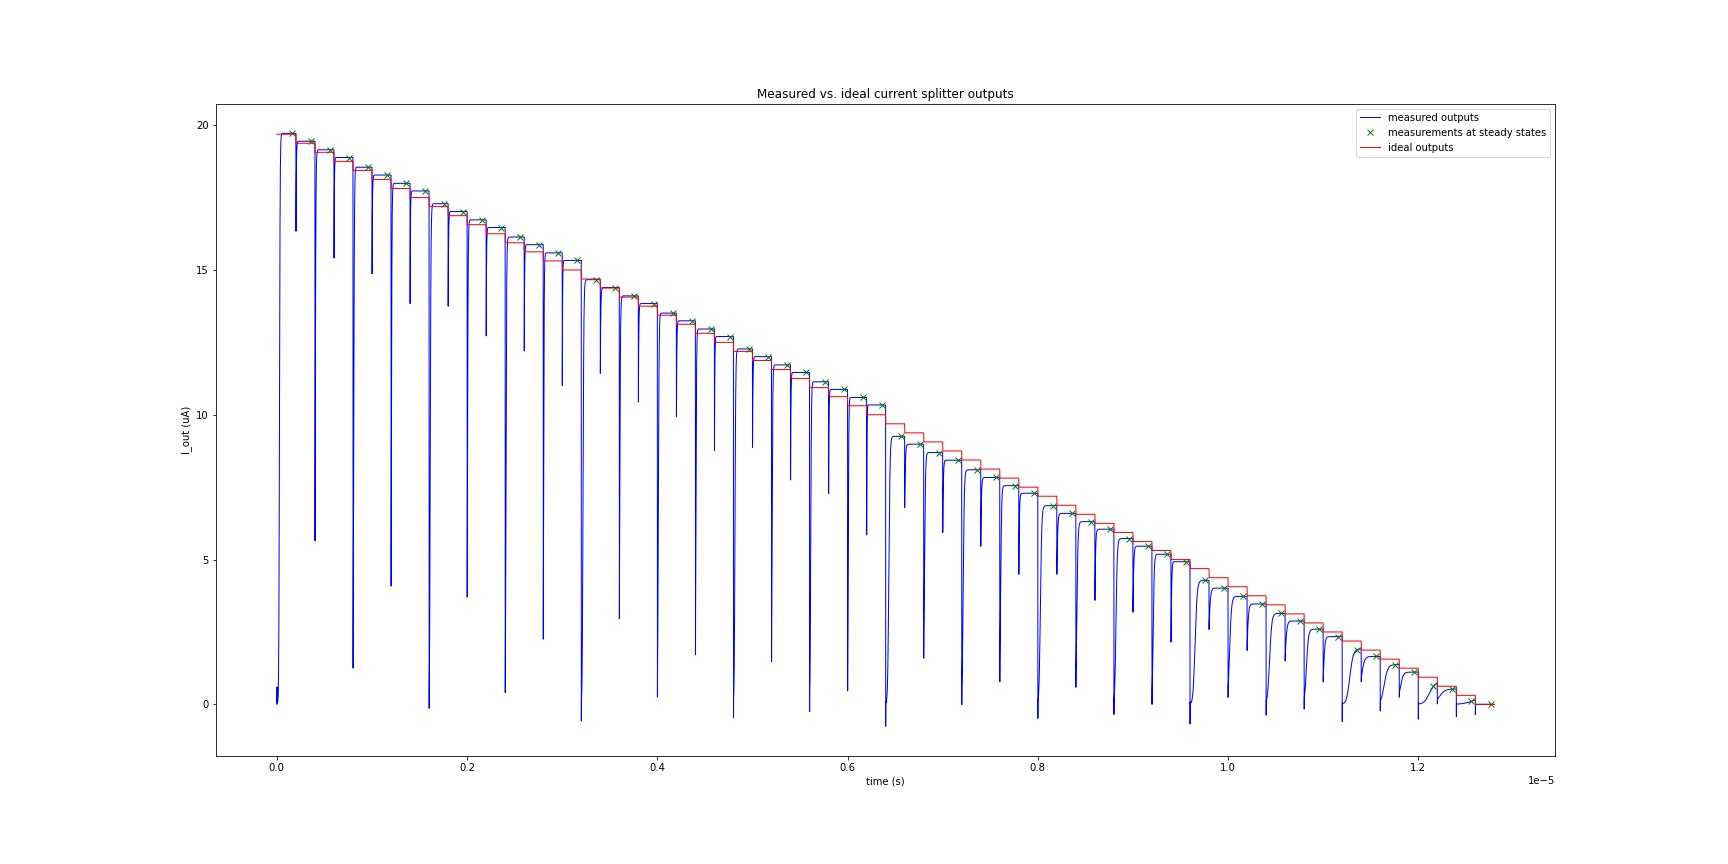 Measured vs. ideal current splitter outputs
measured outputs
measurements at steady states
ideal outputs
I_out (uA)
20
15
10
5
0
0.0 0.2 0.4 0.6 0.8 1.0 1.2
time (s)
1e−5